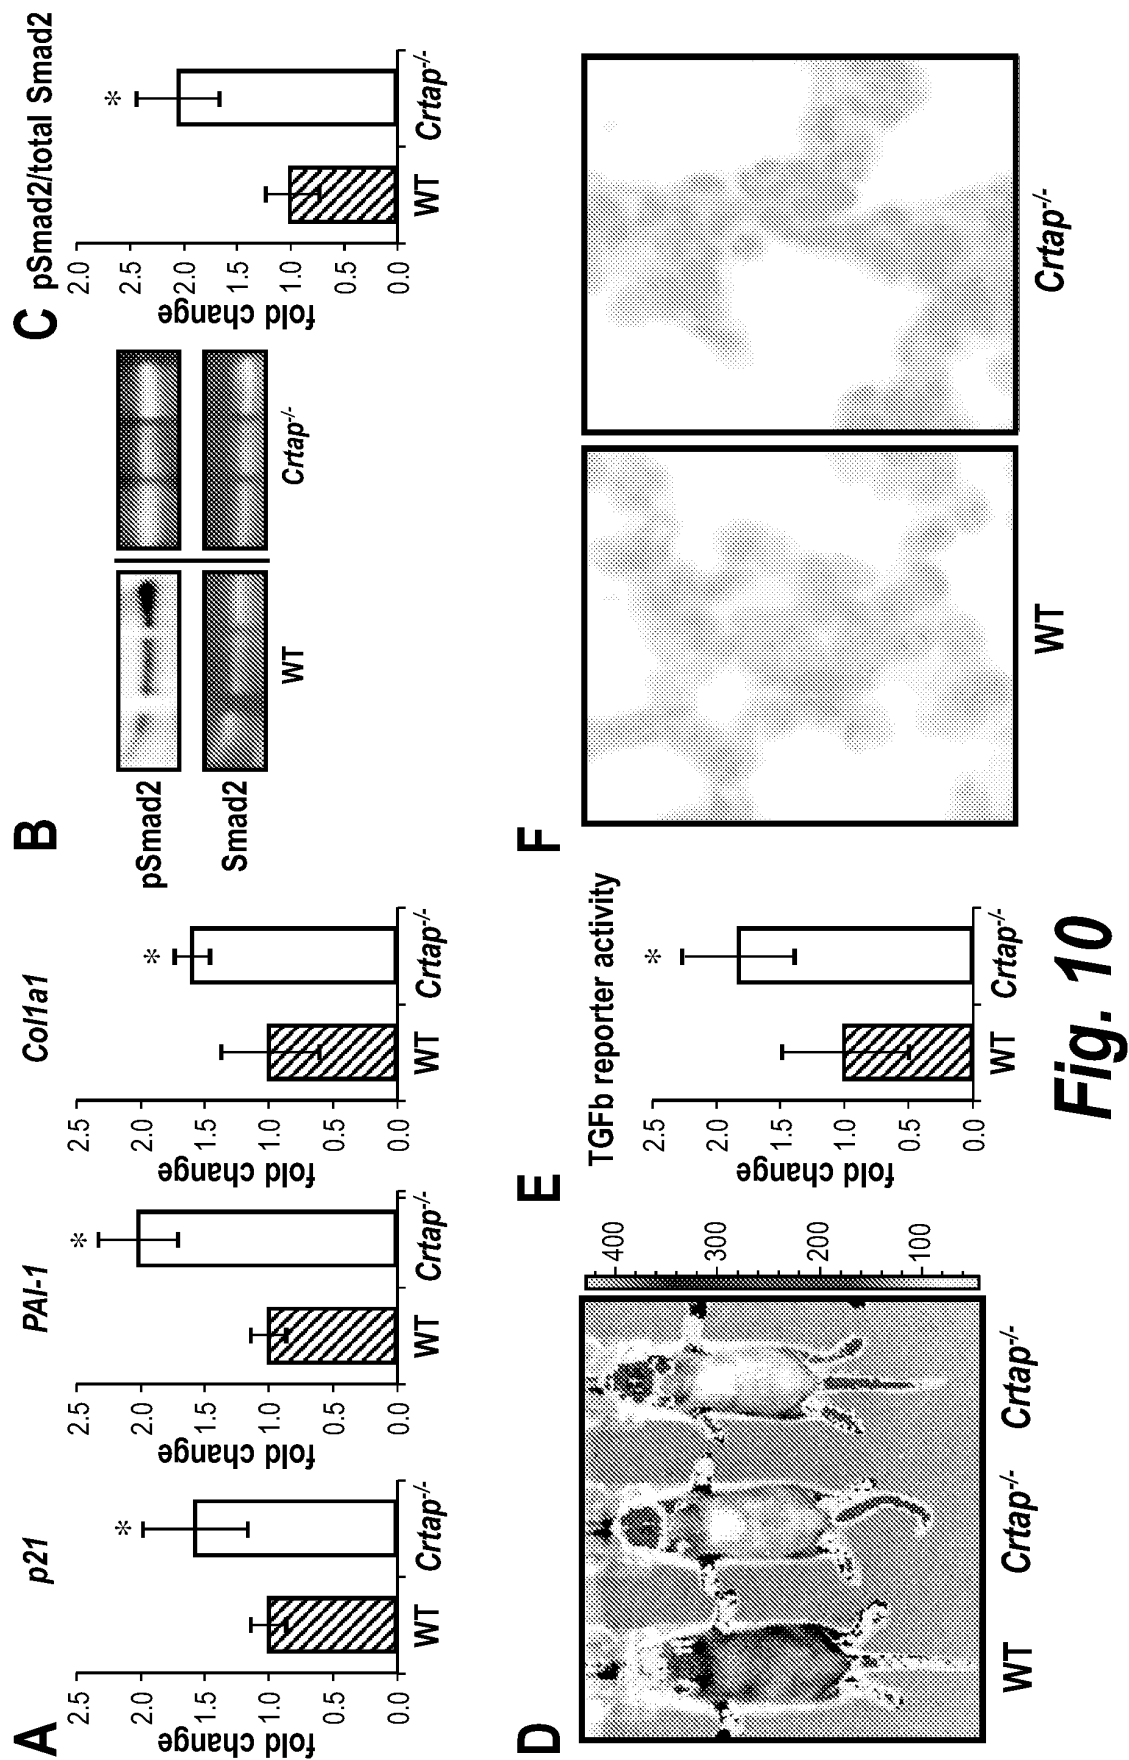 A
p21
fold change
2.5
2.0
1.5
1.0
0.5
0.0
*
WT
Crtap-/-
PAI-1
fold change
2.5
2.0
1.5
1.0
0.5
0.0
*
WT
Crtap-/-
Col1a1
fold change
2.5
2.0
1.5
1.0
0.5
0.0
*
WT
Crtap-/-
B
pSmad2
Smad2
WT
Crtap-/-
C
pSmad2/total Smad2
fold change
2.0
2.5
2.0
1.5
1.0
0.5
0.0
*
WT
Crtap-/-
D
400
300
200
100
WT
Crtap-/-
Crtap-/-
E
TGFb reporter activity
fold change
2.5
2.0
1.5
1.0
0.5
0.0
*
WT
Crtap-/-
F
WT
Crtap-/-
Fig. 10